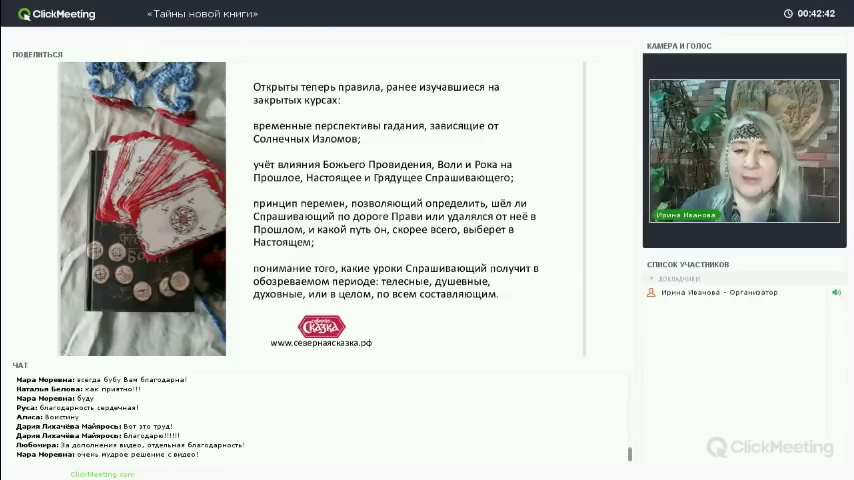 ClickMeeting
«Тайны новой книги»
00:42:42
ПОДЕЛИТЬСЯ
Открыты теперь правила, ранее изучавшиеся на
закрытых курсах:
временные перспективы гадания, зависящие от
Солнечных Изломов;
учёт влияния Божьего Провидения, Воли и Рока на
Прошлое, Настоящее и Грядущее Спрашивающего;
принцип перемен, позволяющий определить, шёл ли
Спрашивающий по дороге Прави или удалялся от неё в
Прошлом, и какой путь он, скорее всего, выберет в
Настоящем;
понимание того, какие уроки Спрашивающий получит в
обозреваемом периоде: телесные, душевные,
духовные, или в целом, по всем составляющим.
Сказка
www.севернаясказка.рф
КАМЕРА И ГОЛОС
Ирина Иванова
СПИСОК УЧАСТНИКОВ
ДОКЛАДЧИКИ
Ирина Иванова - Организатор
ЧАТ
Мара Моревна: всегда бубу Вам благодарна!
Наталья Белова: как приятно!!!
Мара Моревна: буду
Руса: благодарность сердечная!
Алиса: Воистину
Дария Лихачёва Майярось: Вот это труд!
Дария Лихачёва Майярось: Благодарю!!!!!!
Любомира: За дополнения видео, отдельная благодарность!
Мара Моревна: очень мудрое решение с видео!
ClickMeeting.com
ClickMeeting